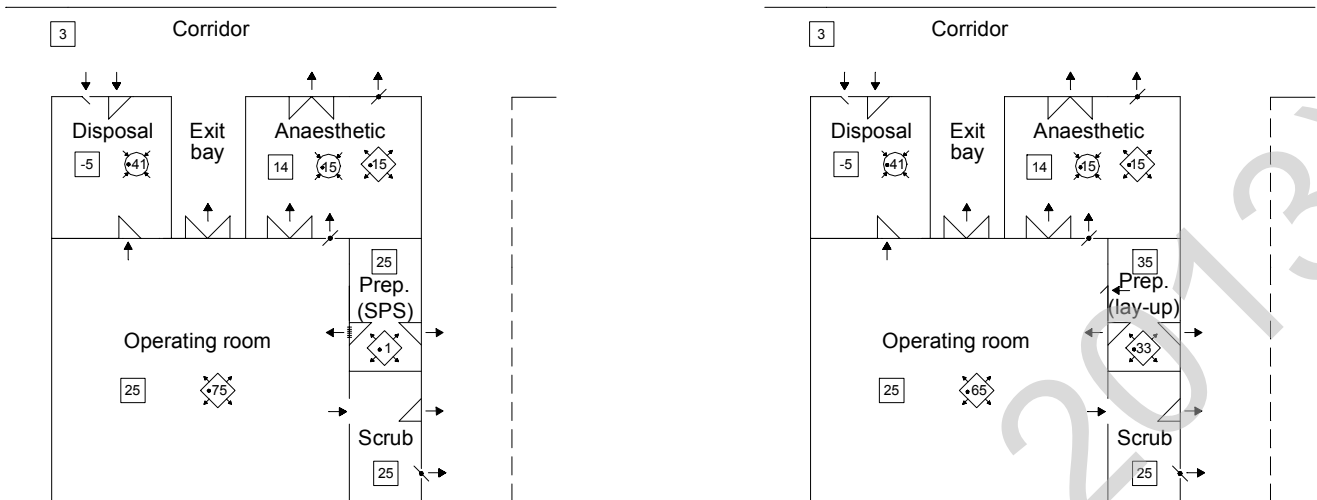 3
Corridor
Disposal
-5
·41
Exit
bay
Anaesthetic
14
·15
·15
25
Prep.
(SPS)
·1
Operating room
25
·75
Scrub
25
3
Corridor
Disposal
-5
·41
Exit
bay
Anaesthetic
14
·15
·15
35
Prep.
(lay-up)
·33
Operating room
25
·65
Scrub
25
2013